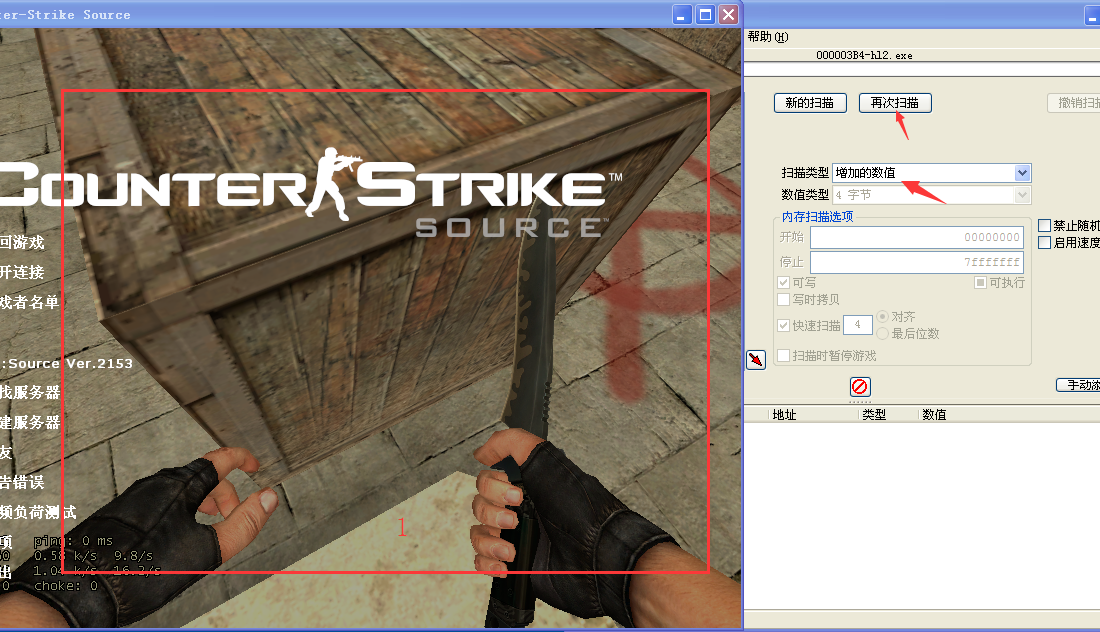 er-Strike Source
COUNTER STRIKE™
SOURCE™
回游戏
开连接
戏者名单
:Source Ver.2153
找服务器
建服务器
友
告错误
频负荷测试
项 ping: 0 ms
0.58 k/s 9.8/s
出 1.04 k/s 16.2/s
0 choke: 0
1
帮助(H)
000003B4-hl2.exe
新的扫描 再次扫描 撤销扫描
扫描类型 增加的数值
数值类型 4 字节
内存扫描选项
开始 00000000
停止 7fffffff
禁止随机
启用速度
可写 可执行
写时拷贝
快速扫描 4 对齐
最后位数
扫描时暂停游戏
手动添
地址 类型 数值